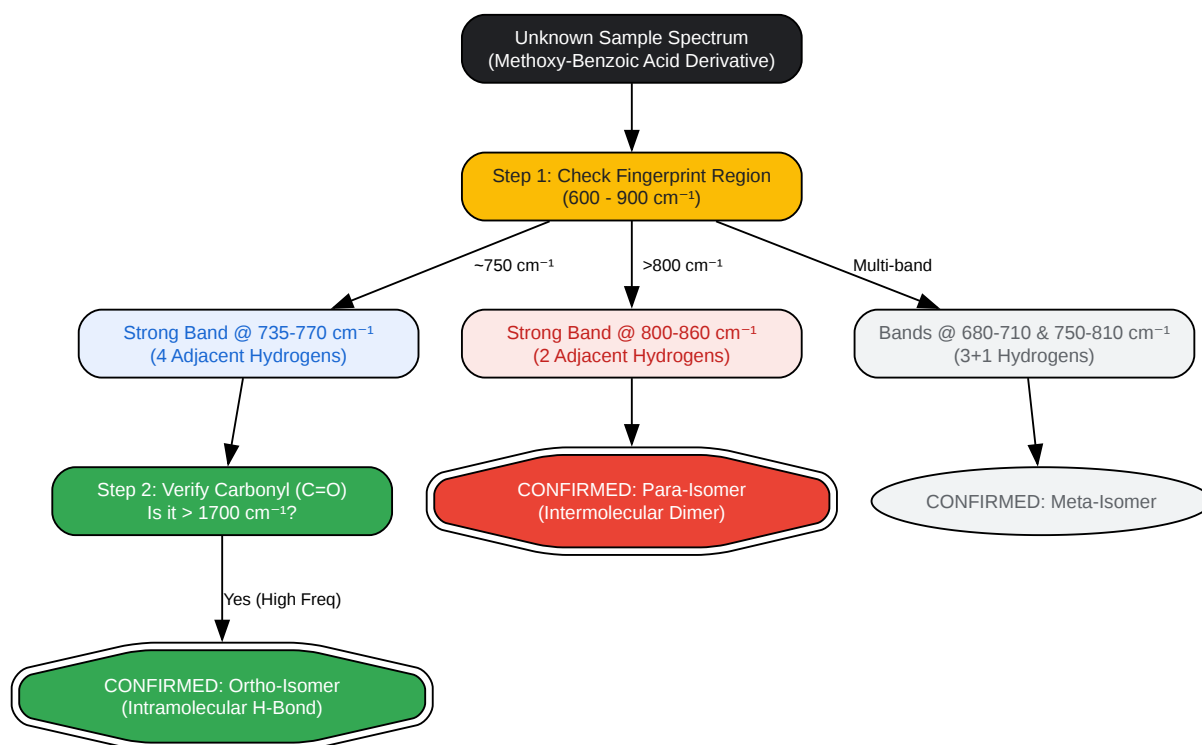 Unknown Sample Spectrum
(Methoxy-Benzoic Acid Derivative)
Step 1: Check Fingerprint Region
(600 - 900 cm⁻¹)
~750 cm⁻¹
>800 cm⁻¹
Multi-band
Strong Band @ 735-770 cm⁻¹
(4 Adjacent Hydrogens)
Strong Band @ 800-860 cm⁻¹
(2 Adjacent Hydrogens)
Bands @ 680-710 & 750-810 cm⁻¹
(3+1 Hydrogens)
Step 2: Verify Carbonyl (C=O)
Is it > 1700 cm⁻¹?
CONFIRMED: Para-Isomer
(Intermolecular Dimer)
CONFIRMED: Meta-Isomer
Yes (High Freq)
CONFIRMED: Ortho-Isomer
(Intramolecular H-Bond)